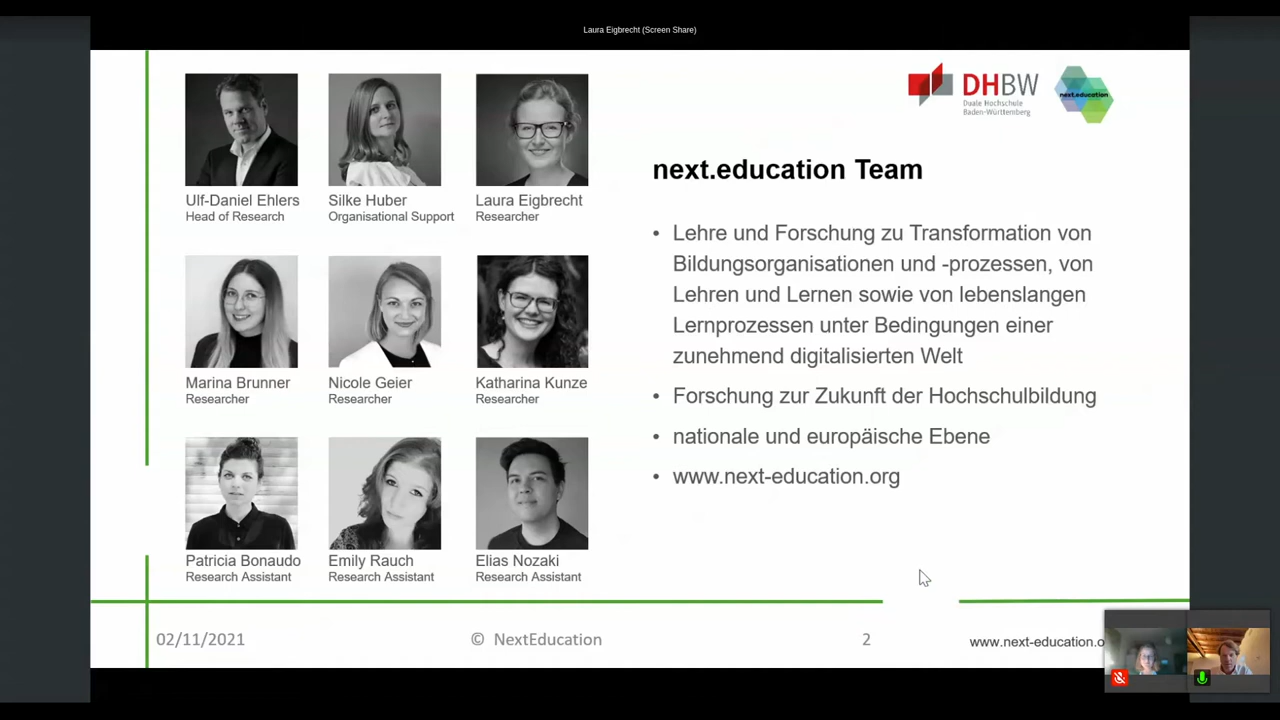 Laura Eigbrecht (Screen Share)
DHBW
Duale Hochschule
Baden-Württemberg
next.education
next.education Team
Ulf-Daniel Ehlers
Head of Research
Silke Huber
Organisational Support
Laura Eigbrecht
Researcher
Marina Brunner
Researcher
Nicole Geier
Researcher
Katharina Kunze
Researcher
Patricia Bonaudo
Research Assistant
Emily Rauch
Research Assistant
Elias Nozaki
Research Assistant
• Lehre und Forschung zu Transformation von
Bildungsorganisationen und -prozessen, von
Lehren und Lernen sowie von lebenslangen
Lernprozessen unter Bedingungen einer
zunehmend digitalisierten Welt
• Forschung zur Zukunft der Hochschulbildung
• nationale und europäische Ebene
• www.next-education.org
02/11/2021
© NextEducation
2
www.next-education.o